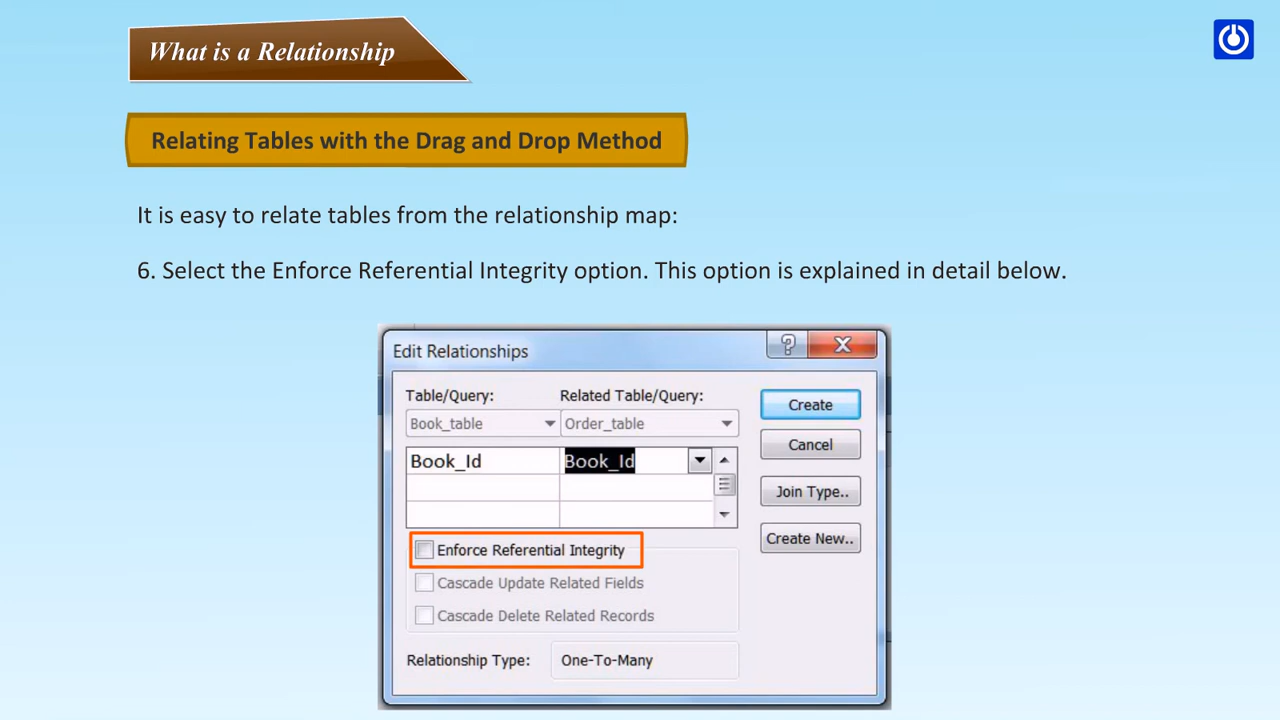 What is a Relationship
Relating Tables with the Drag and Drop Method
It is easy to relate tables from the relationship map:
6. Select the Enforce Referential Integrity option. This option is explained in detail below.
Edit Relationships
Table/Query: Related Table/Query:
Book_table Order_table
Book_Id Book_Id
Create
Cancel
Join Type..
Create New..
Enforce Referential Integrity
Cascade Update Related Fields
Cascade Delete Related Records
Relationship Type: One-To-Many